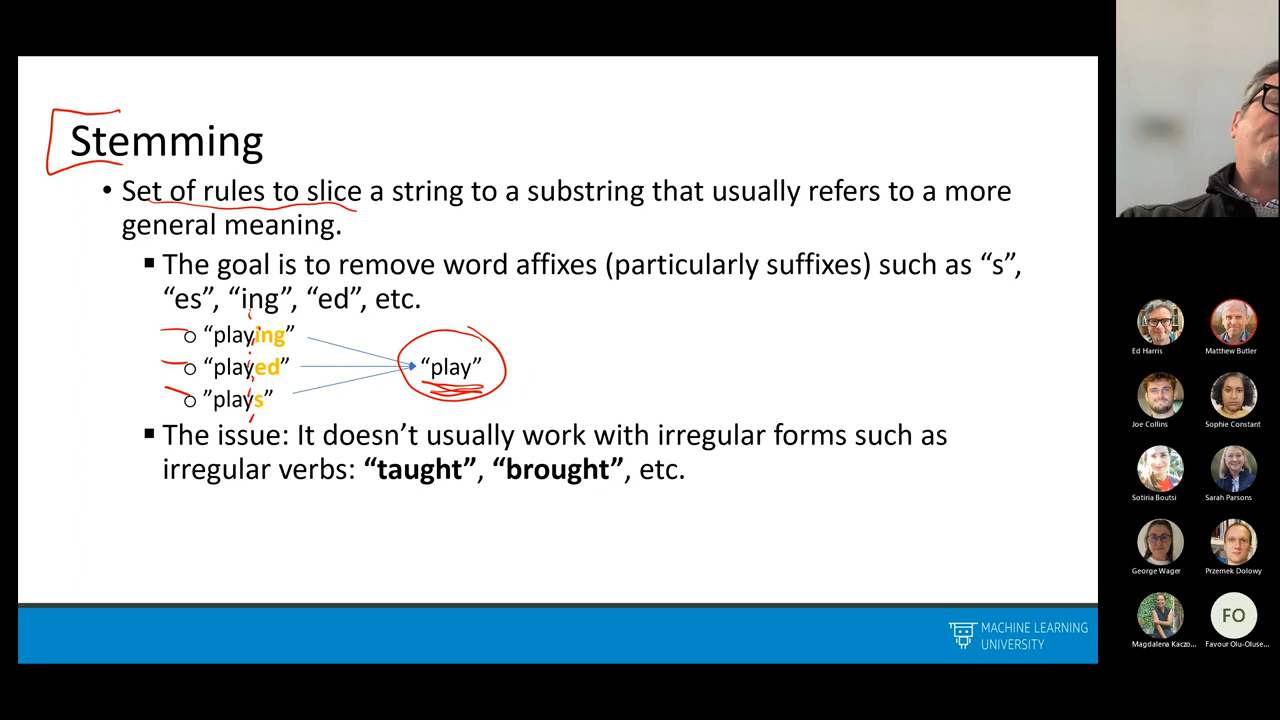 Stemming
• Set of rules to slice a string to a substring that usually refers to a more
general meaning.
▪ The goal is to remove word affixes (particularly suffixes) such as “s”,
“es”, “ing”, “ed”, etc.
o “playing”
o “played”
o ”plays”
“play”
▪ The issue: It doesn’t usually work with irregular forms such as
irregular verbs: “taught”, “brought”, etc.
MACHINE LEARNING
UNIVERSITY
Ed Harris
Matthew Butler
Joe Collins
Sophie Constant
Sotiria Boutsi
Sarah Parsons
George Wager
Przemek Dolowy
Magdalena Kaczo...
FO
Favour Olu-Oluse...